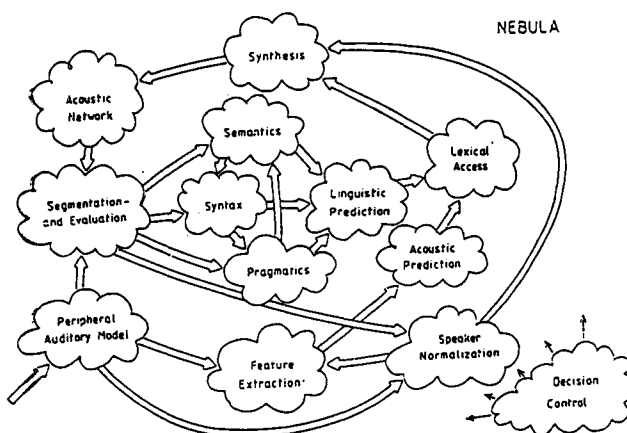 NEBULA
Synthesis
Acoustic
Network
Semantics
Lexical
Access
Segmentation-
and Evaluation
Syntax
Linguistic
Prediction
Acoustic
Prediction
Pragmatics
Peripheral
Auditory Model
Feature
Extraction
Speaker
Normalization
Decision
Control